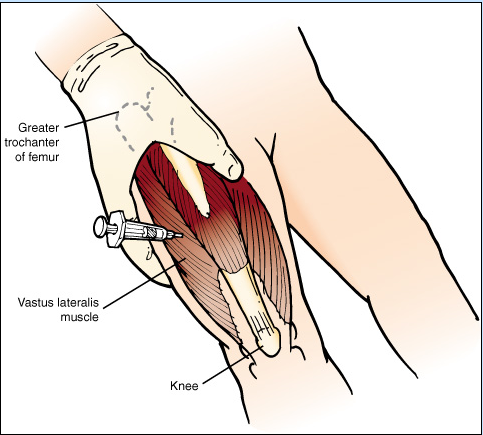 Greater
trochanter
of femur
Vastus lateralis
muscle
Knee